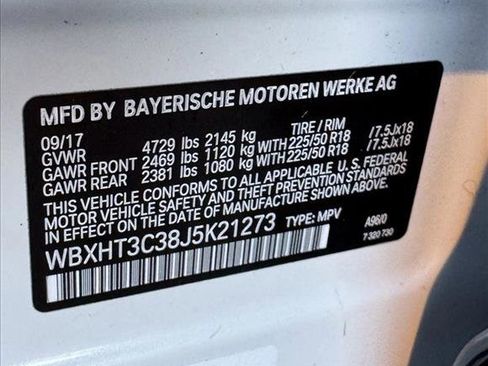 MFD BY BAYERISCHE MOTOREN WERKE AG
09/17 TIRE / RIM
GVWR 4729 lbs 2145 kg
GAWR FRONT 2469 lbs 1120 kg WITH 225/50 R18 / 7.5Jx18
GAWR REAR 2381 lbs 1080 kg WITH 225/50 R18 / 7.5Jx18
THIS VEHICLE CONFORMS TO ALL APPLICABLE U.S. FEDERAL
MOTOR VEHICLE SAFETY AND THEFT PREVENTION STANDARDS
IN EFFECT ON THE DATE OF MANUFACTURE SHOWN ABOVE.
WBXHT3C38J5K21273 TYPE: MPV A96/0
7 320 730